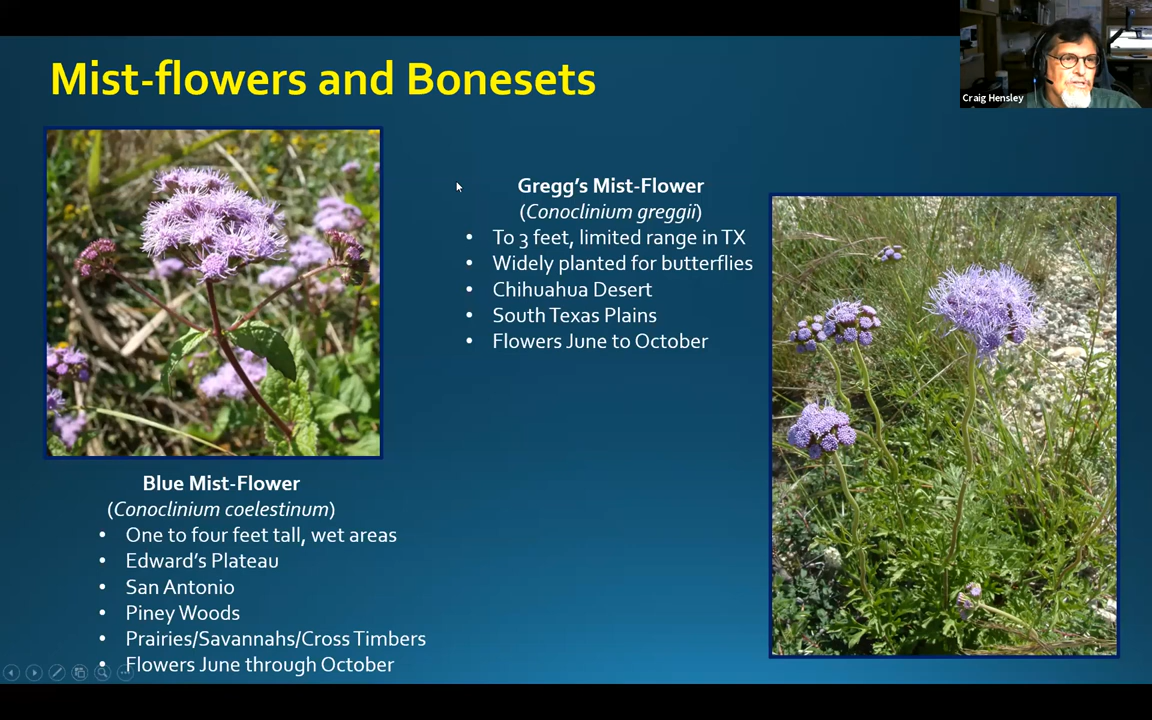 Mist-flowers and Bonesets
Craig Hensley
Gregg's Mist-Flower
(Conoclinium greggii)
• To 3 feet, limited range in TX
• Widely planted for butterflies
• Chihuahua Desert
• South Texas Plains
• Flowers June to October
Blue Mist-Flower
(Conoclinium coelestinum)
• One to four feet tall, wet areas
• Edward's Plateau
• San Antonio
• Piney Woods
• Prairies/Savannahs/Cross Timbers
• Flowers June through October